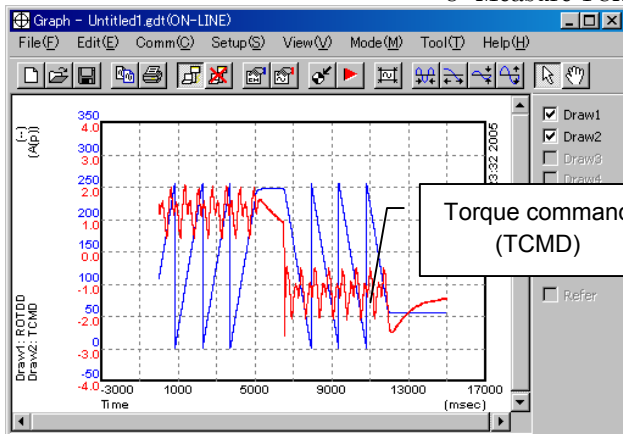 Graph - Untitled1.gdt(ON-LINE)
File(F) Edit(E) Comm(C) Setup(S) View(V) Mode(M) Tool(T) Help(H)
[--]
(A(p))
350
4.0
300
3.0
250
2.0
200
1.0
150
0.0
100
-1.0
50
-2.0
0
-3.0
-50
-4.0
-3000 1000 5000 9000 13000 17000
Time (msec)
Draw1: ROTDD
Draw2: TCMD
23:32 2005
Torque command
(TCMD)
Draw1
Draw2
Draw3
Draw4
Refer